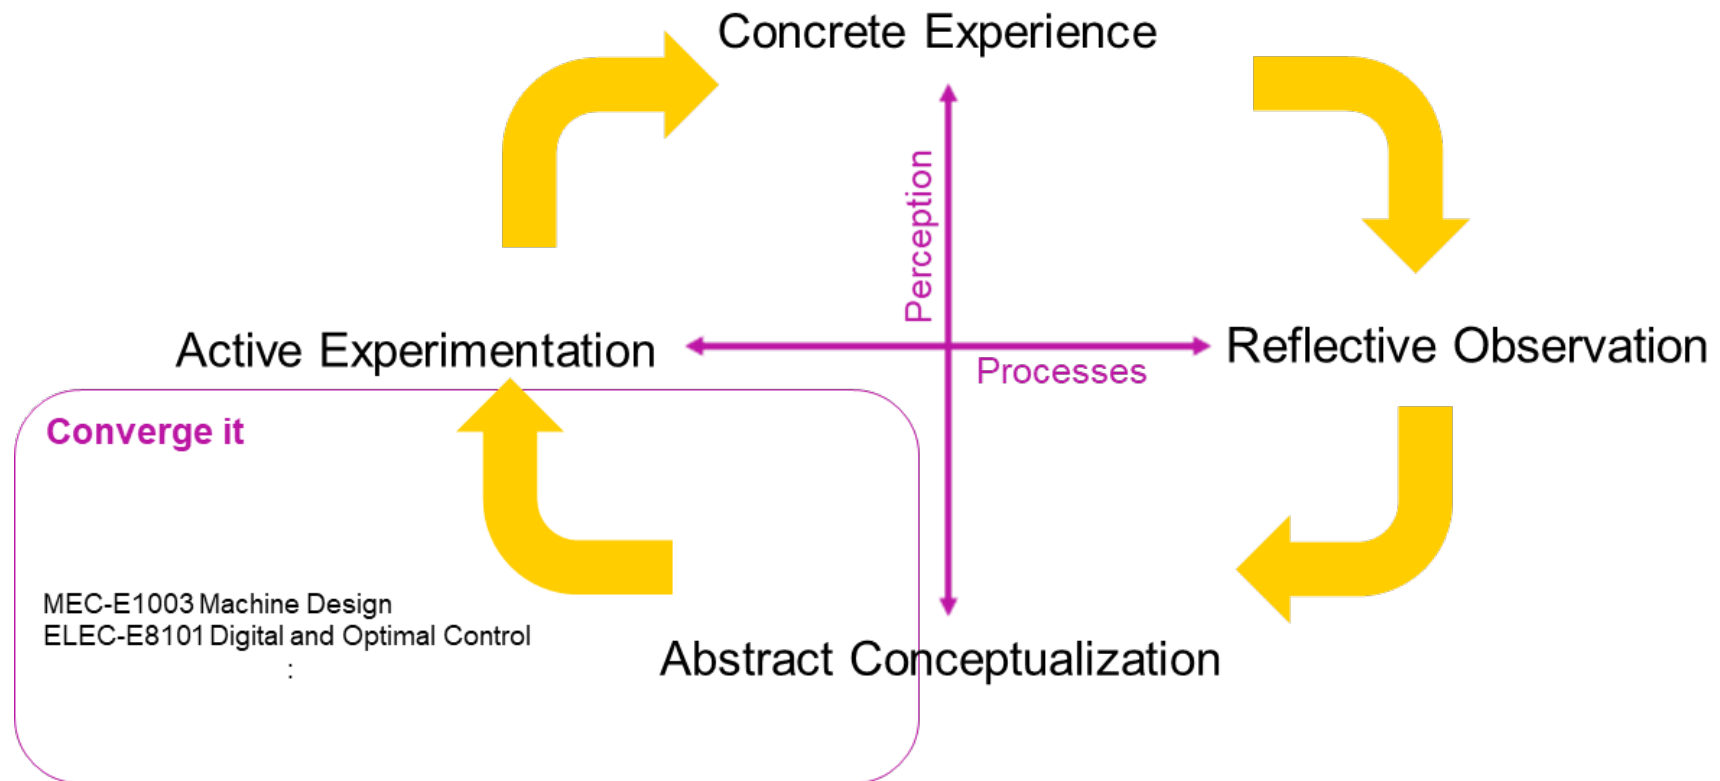 Concrete Experience
Perception
Active Experimentation
Reflective Observation
Processes
Converge it
MEC-E1003 Machine Design
ELEC-E8101 Digital and Optimal Control
:
Abstract Conceptualization